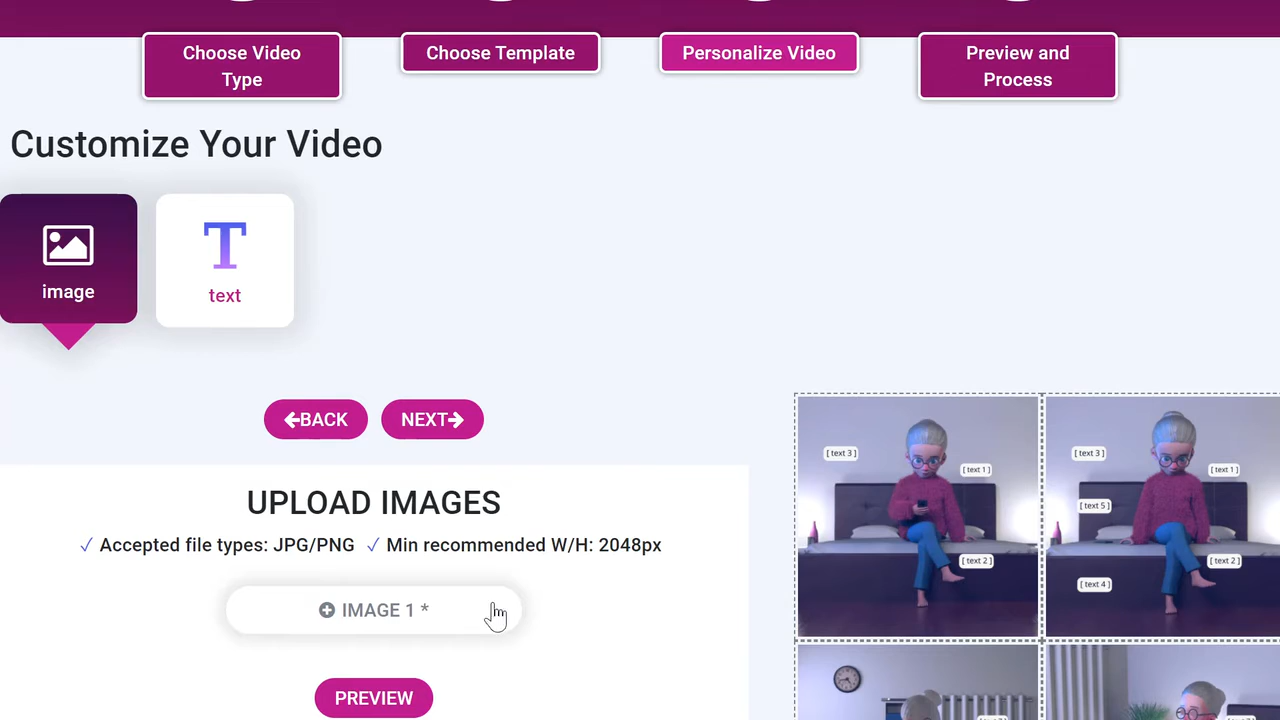 Choose Video
Type
Choose Template
Personalize Video
Preview and
Process
Customize Your Video
image
T
text
BACK
NEXT
UPLOAD IMAGES
✓ Accepted file types: JPG/PNG ✓ Min recommended W/H: 2048px
IMAGE 1 *
PREVIEW
[ text 3 ]
[ text 1 ]
[ text 2 ]
[ text 3 ]
[ text 1 ]
[ text 5 ]
[ text 2 ]
[ text 4 ]